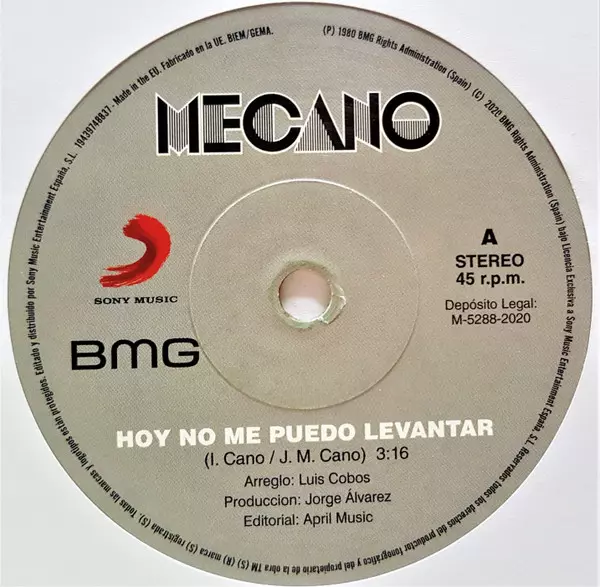 MECANO
SONY MUSIC
BMG
A
STEREO
45 r.p.m.
Depósito Legal:
M-5288-2020
HOY NO ME PUEDO LEVANTAR
(I. Cano / J. M. Cano) 3:16
Arreglo: Luis Cobos
Produccion: Jorge Álvarez
Editorial: April Music
19439748837. Made in the EU. Fabricado en la UE. BIEM/GEMA.
(P) 1980 BMG Rights Administration (Spain) (C) 2020 BMG Rights Administration (Spain) bajo Licencia Exclusiva a Sony Music Entertainment España, S.L. Reservados todos los derechos del productor fonográfico y del propietario de la obra TM (R) marca (S) registrada (S). Todas las marcas y logotipos están protegidos. Editado y distribuido por Sony Music Entertainment España, S.L.